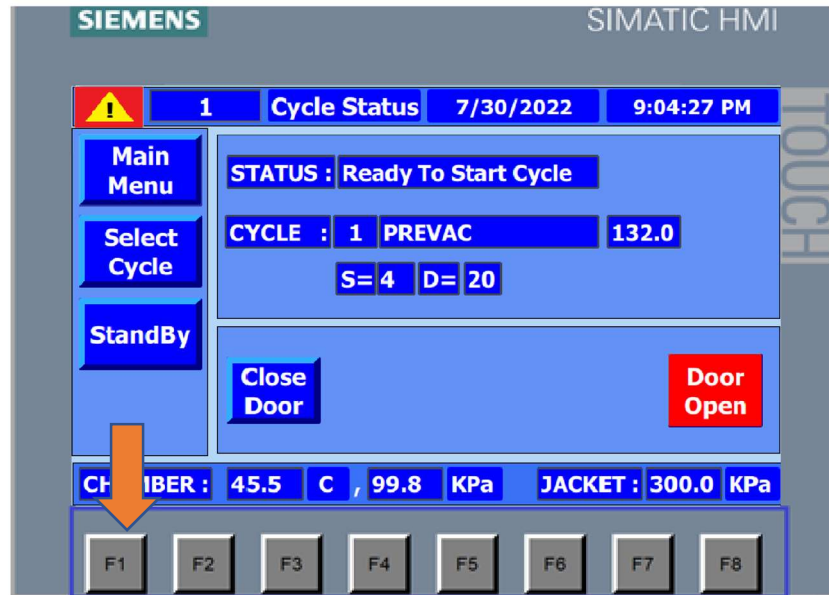 SIEMENS
SIMATIC HMI
1 Cycle Status 7/30/2022 9:04:27 PM
Main
Menu
STATUS : Ready To Start Cycle
Select
Cycle
CYCLE : 1 PREVAC 132.0
S= 4 D= 20
StandBy
Close
Door
Door
Open
45.5 C , 99.8 KPa JACKET : 300.0 KPa
F1 F2 F3 F4 F5 F6 F7 F8
TOUCH